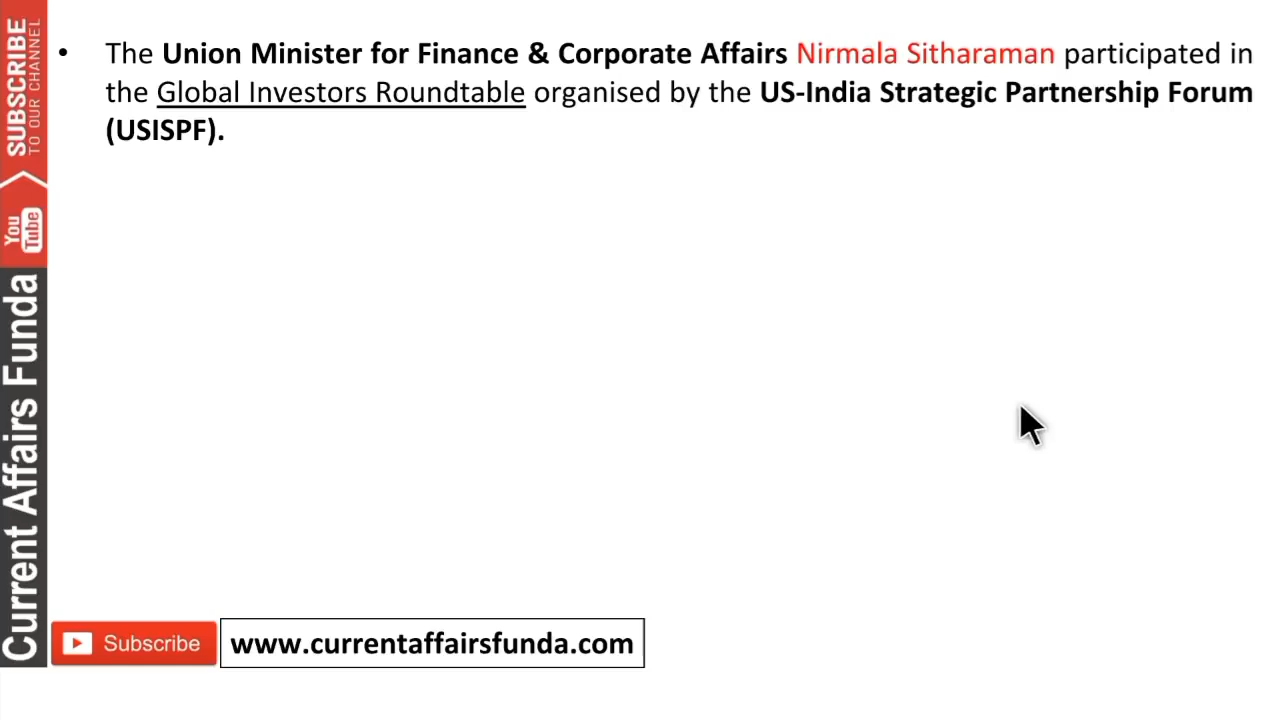 • The Union Minister for Finance & Corporate Affairs Nirmala Sitharaman participated in
the Global Investors Roundtable organised by the US-India Strategic Partnership Forum
(USISPF).
SUBSCRIBE
TO OUR CHANNEL
You
Tube
Current Affairs Funda
Subscribe
www.currentaffairsfunda.com